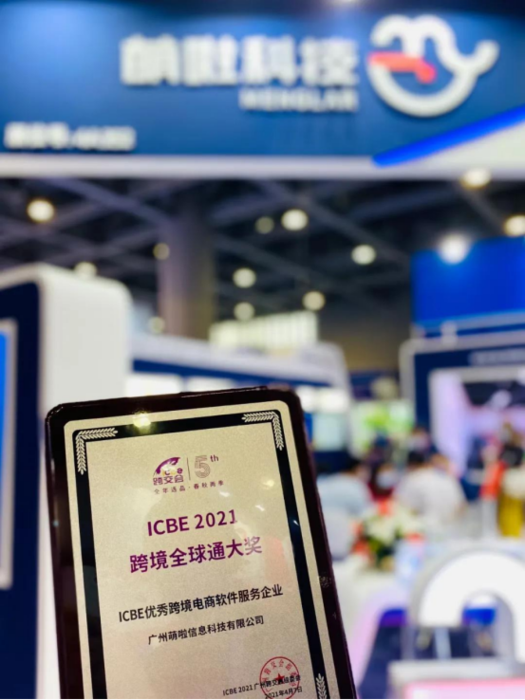 萌啦科技
MENGLAR
icbe
跨交会
5th
ICBE 2021
跨境全球通大奖
ICBE优秀跨境电商软件服务企业
广州萌啦信息科技有限公司